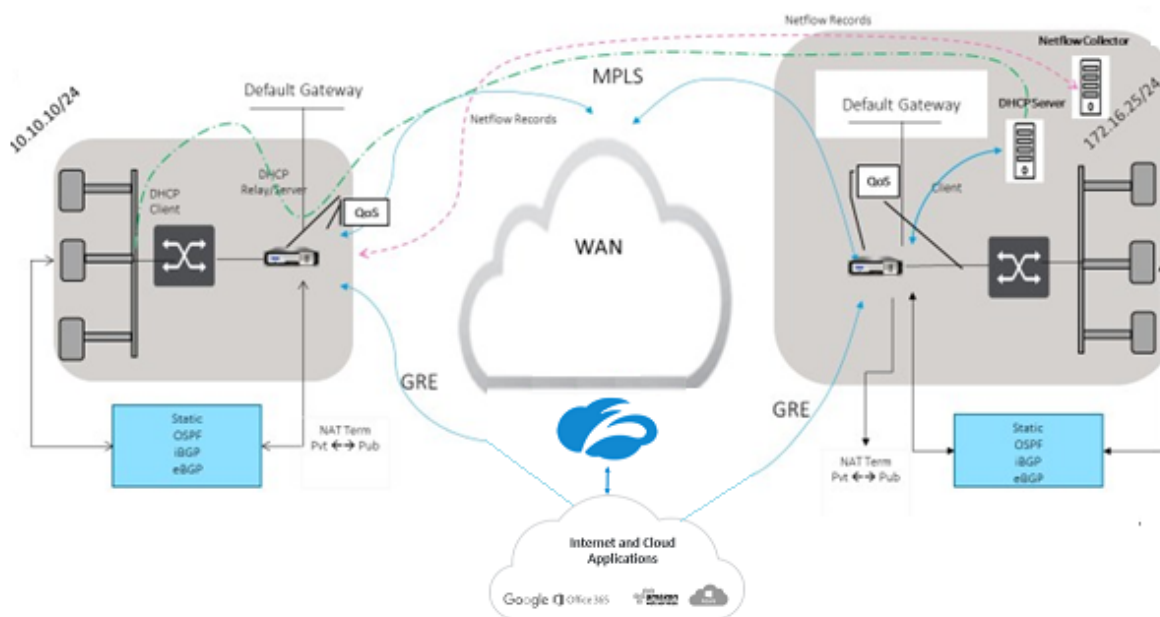 Netflow Records
Netflow Collector
MPLS
Default Gateway
Default Gateway
DHCP Server
10.10.10/24
172.16.25/24
Netflow Records
DHCP
Relay/Server
DHCP
Client
QoS
QoS
Client
WAN
GRE
GRE
Static
OSPF
iBGP
eBGP
NAT Term
Pvt ←→ Pub
NAT Term
Pvt ←→ Pub
Static
OSPF
iBGP
eBGP
Internet and Cloud
Applications
Google
Office 365
amazon